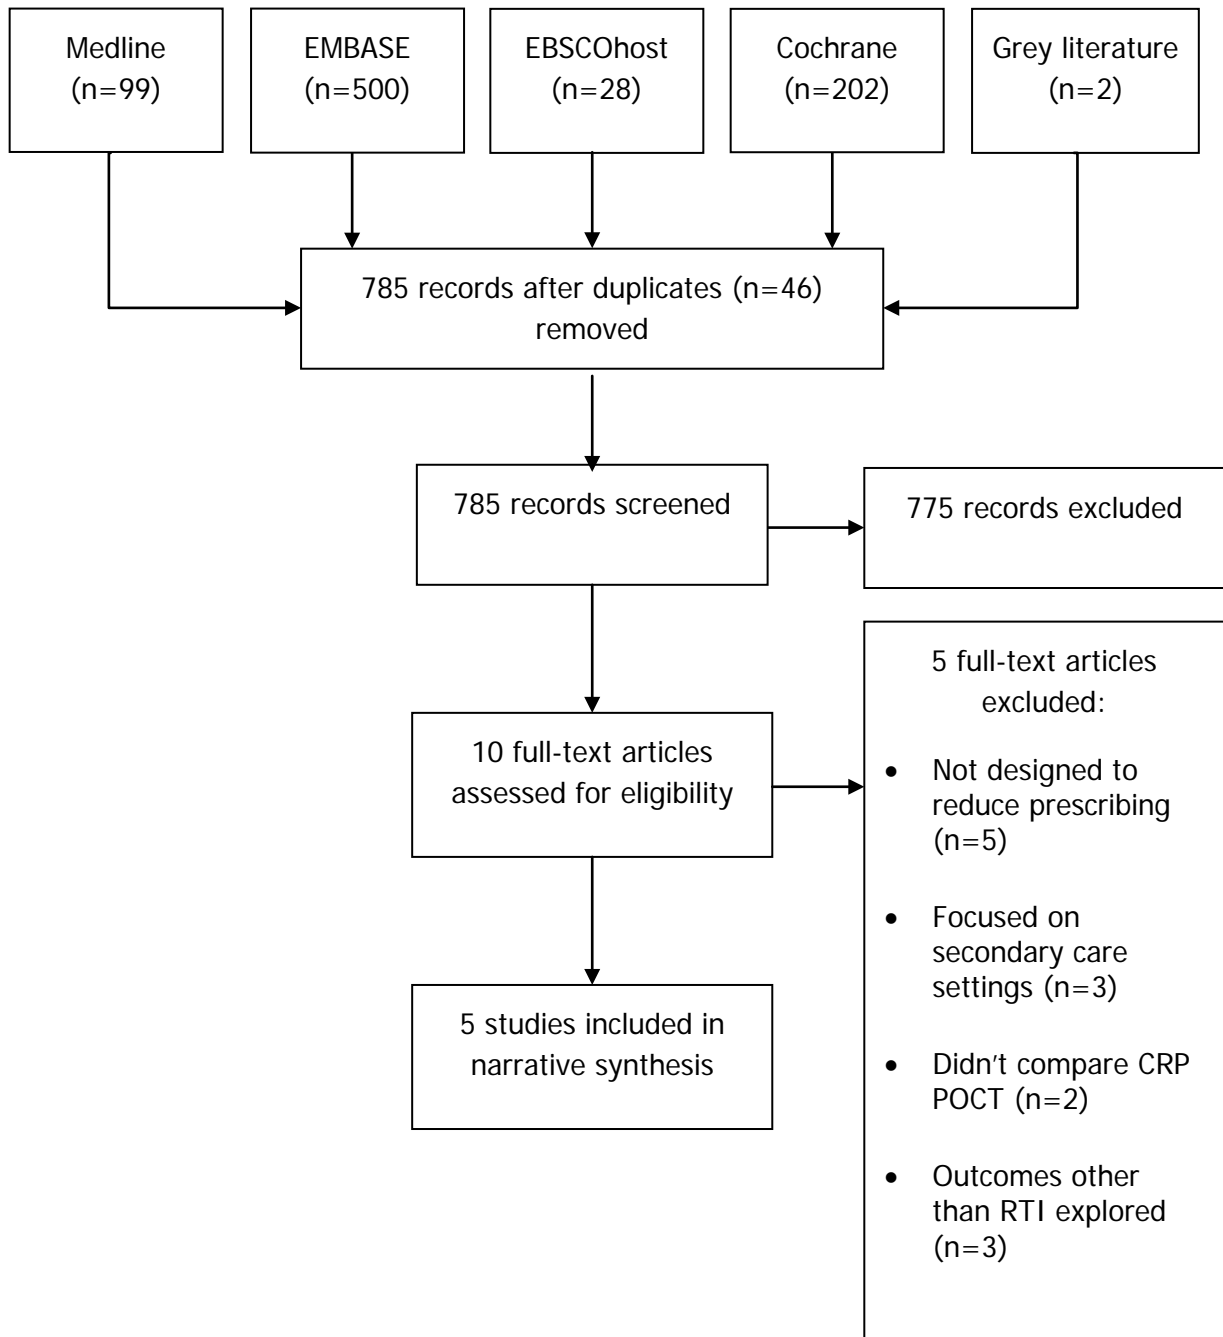 Medline
(n=99)
EMBASE
(n=500)
EBSCOhost
(n=28)
Cochrane
(n=202)
Grey literature
(n=2)
785 records after duplicates (n=46)
removed
785 records screened
775 records excluded
10 full-text articles
assessed for eligibility
5 full-text articles
excluded:
• Not designed to
reduce prescribing
(n=5)
• Focused on
secondary care
settings (n=3)
• Didn't compare CRP
POCT (n=2)
• Outcomes other
than RTI explored
(n=3)
5 studies included in
narrative synthesis